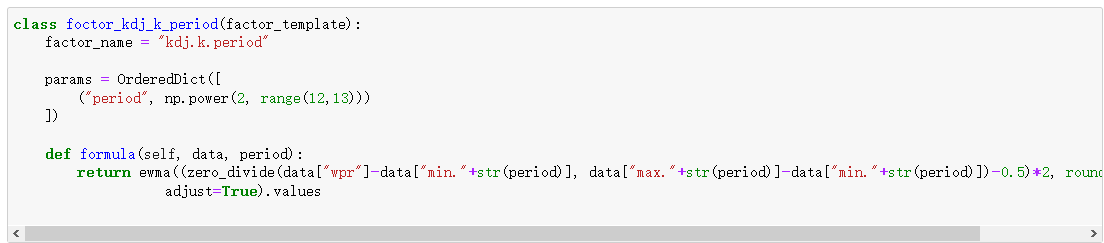 class foctor_kdj_k_period(factor_template):
    factor_name = "kdj.k.period"
    params = OrderedDict([
        ("period", np.power(2, range(12,13)))
    ])
    def formula(self, data, period):
        return ewma((zero_divide(data["wpr"]-data["min."+str(period)], data["max."+str(period)]-data["min."+str(period)])-0.5)*2, roun
                adjust=True).values